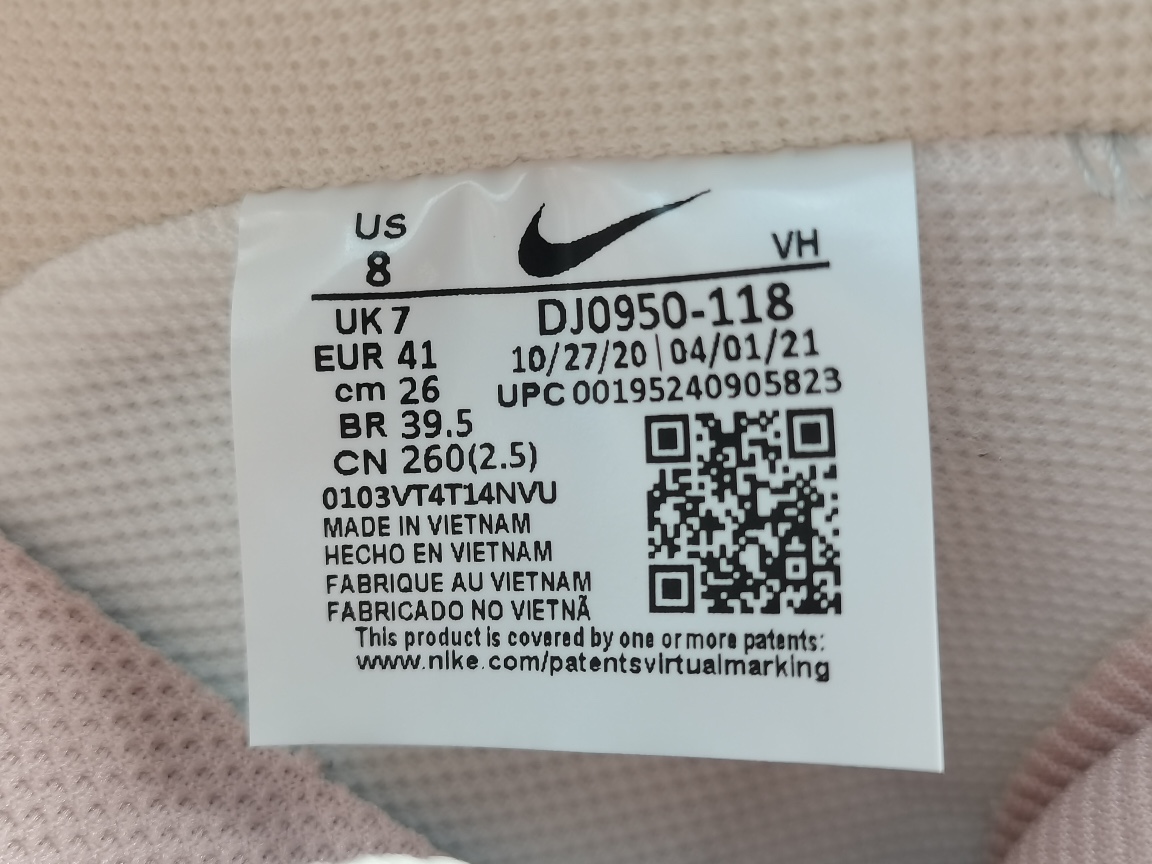 US
8
VH
UK 7
DJ0950-118
EUR 41
10/27/20 | 04/01/21
cm 26
UPC 00195240905823
BR 39.5
CN 260(2.5)
0103VT4T14NVU
MADE IN VIETNAM
HECHO EN VIETNAM
FABRIQUE AU VIETNAM
FABRICADO NO VIETNÃ
This product is covered by one or more patents:
www.nike.com/patentsvirtualmarking